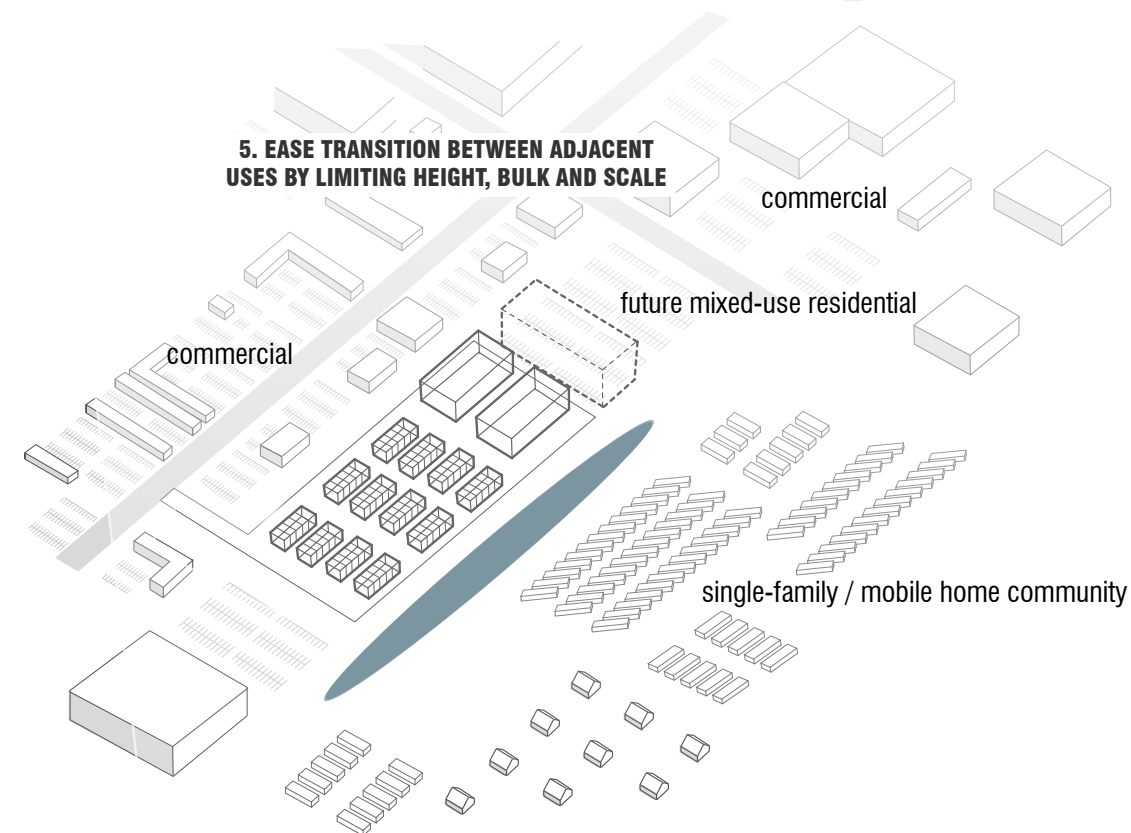 5. EASE TRANSITION BETWEEN ADJACENT
USES BY LIMITING HEIGHT, BULK AND SCALE
commercial
future mixed-use residential
commercial
single-family / mobile home community